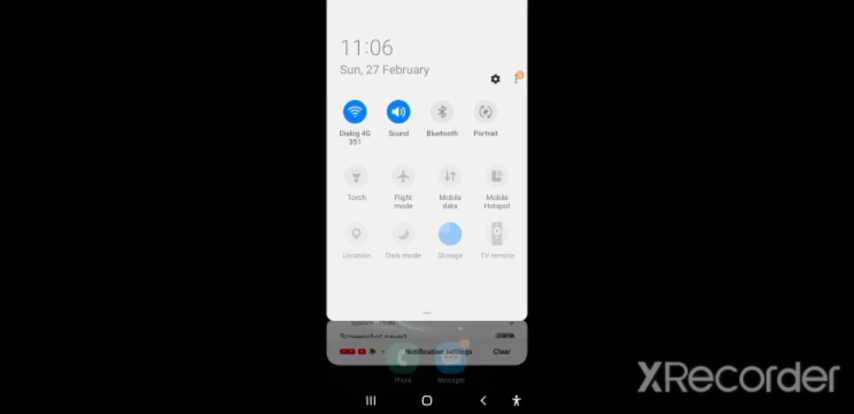 11:06
Sun, 27 February
Dialog 4G
351
Sound
Bluetooth
Portrait
Torch
Flight
mode
Mobile
data
Mobile
Hotspot
Location
Dark mode
Storage
TV remote
Screenshot saved
Notification settings
Clear
Phone
Messages
XRecorder